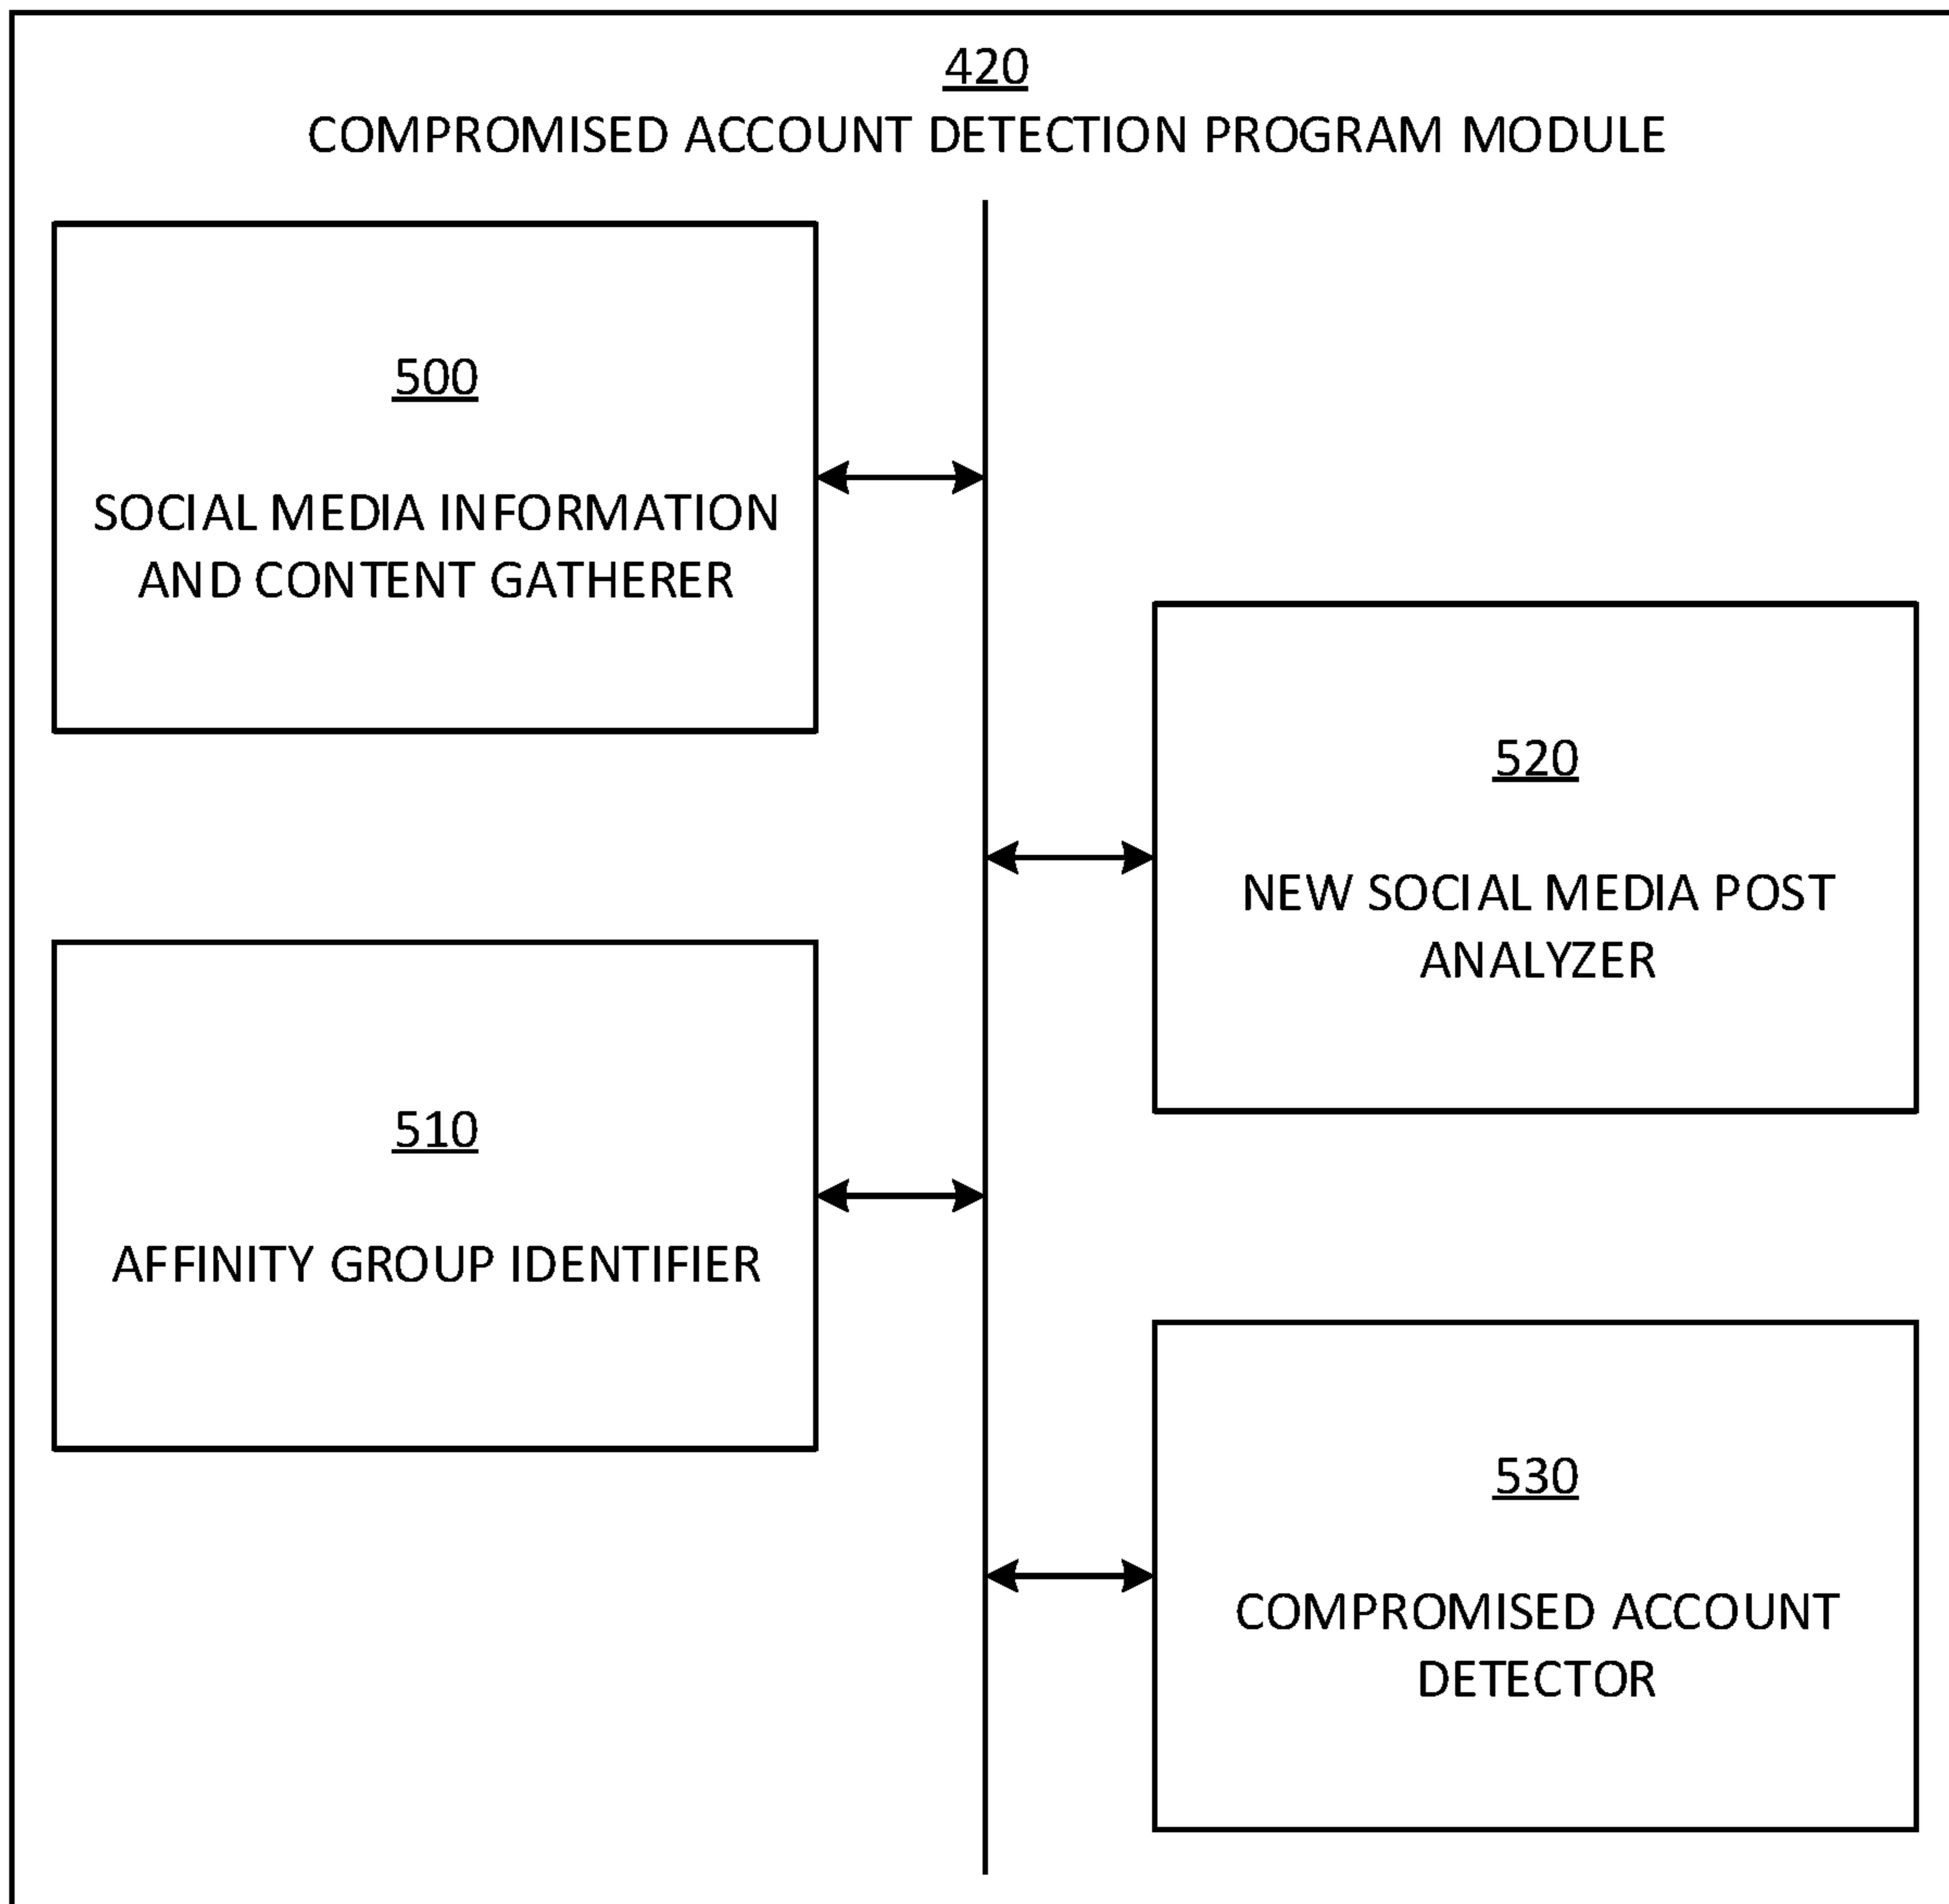 420
COMPROMISED ACCOUNT DETECTION PROGRAM MODULE
500
SOCIAL MEDIA INFORMATION
AND CONTENT GATHERER
520
NEW SOCIAL MEDIA POST
ANALYZER
510
AFFINITY GROUP IDENTIFIER
530
COMPROMISED ACCOUNT
DETECTOR